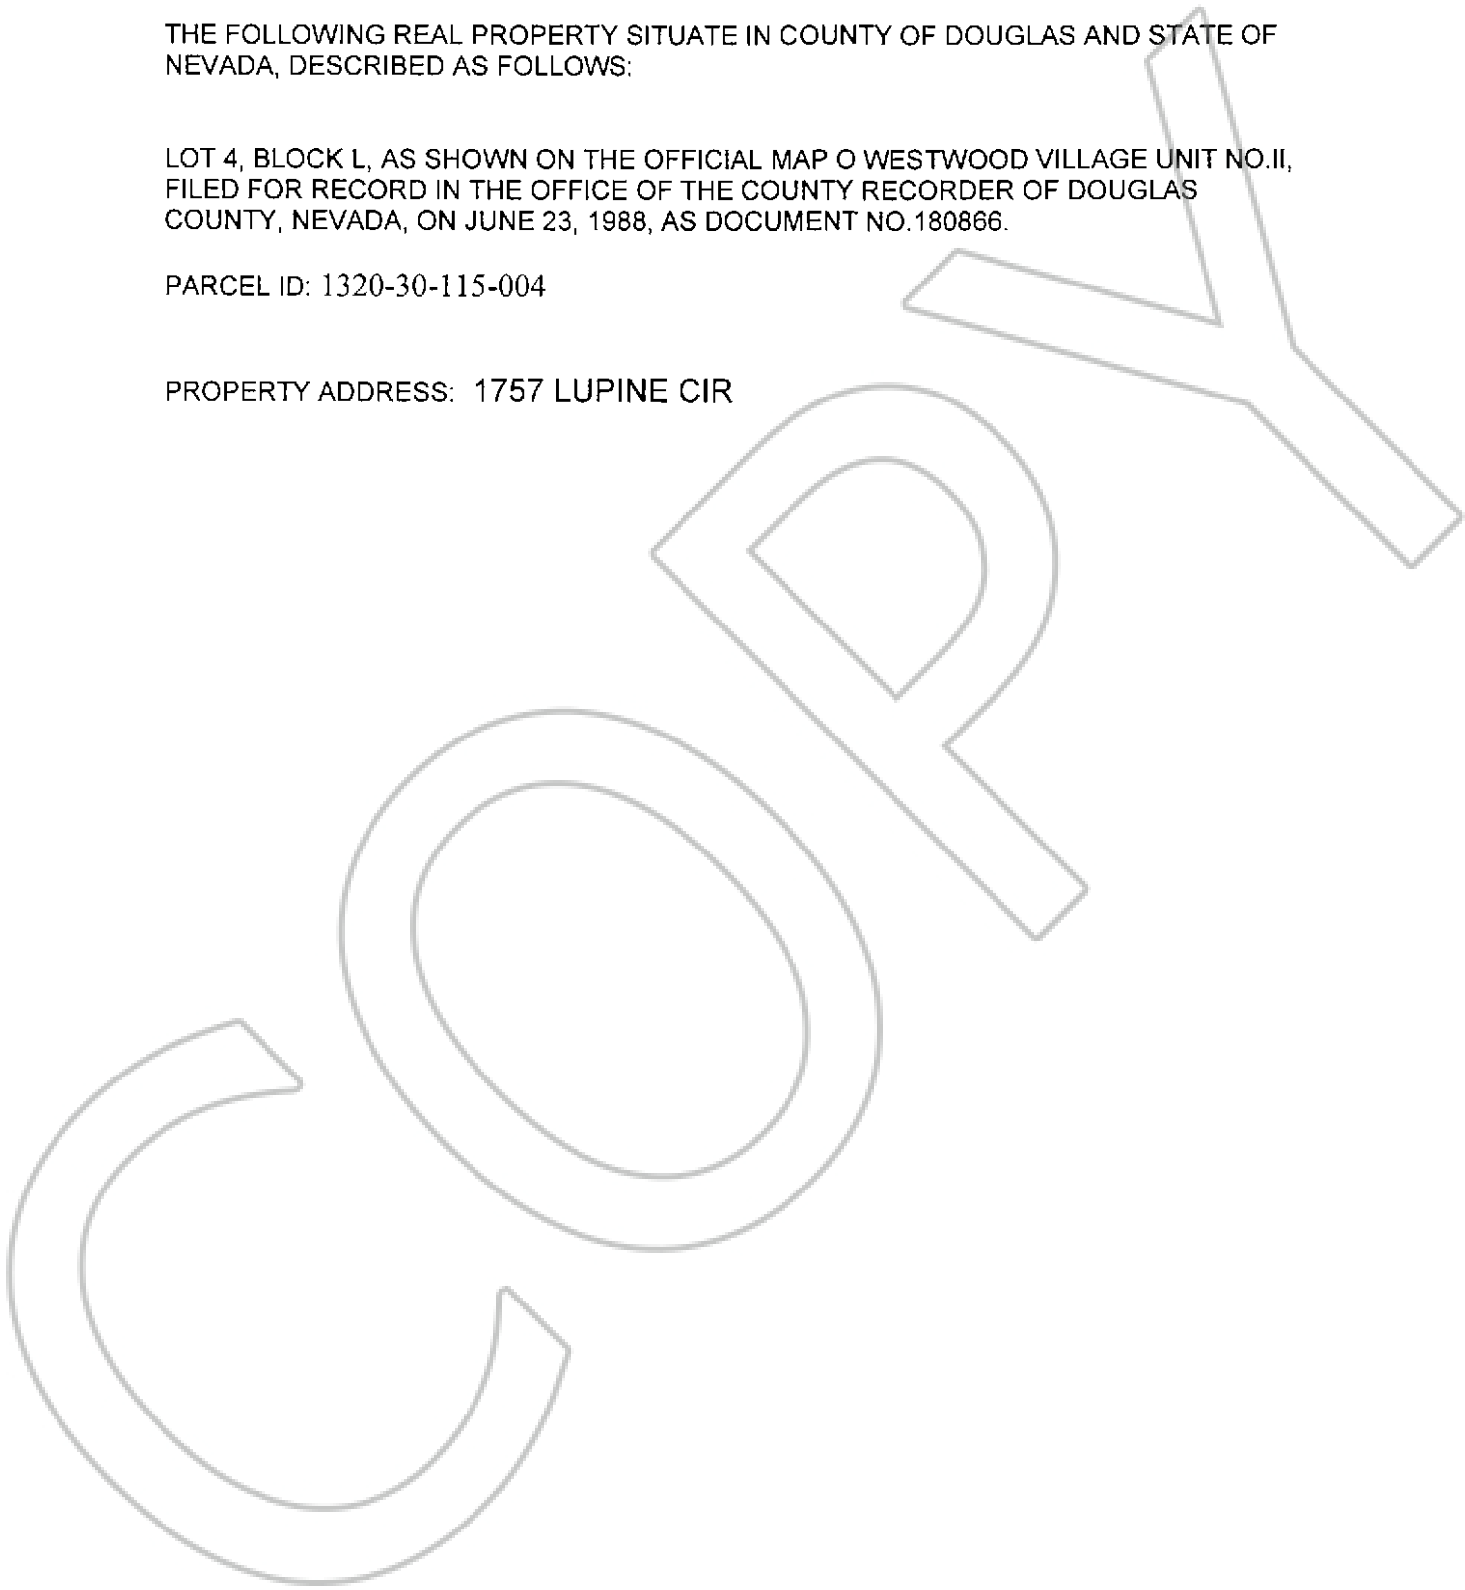 THE FOLLOWING REAL PROPERTY SITUATE IN COUNTY OF DOUGLAS AND STATE OF
NEVADA, DESCRIBED AS FOLLOWS:
LOT 4, BLOCK L, AS SHOWN ON THE OFFICIAL MAP O WESTWOOD VILLAGE UNIT NO.II,
FILED FOR RECORD IN THE OFFICE OF THE COUNTY RECORDER OF DOUGLAS
COUNTY, NEVADA, ON JUNE 23, 1988, AS DOCUMENT NO.180866.
PARCEL ID: 1320-30-115-004
PROPERTY ADDRESS: 1757 LUPINE CIR
COPY